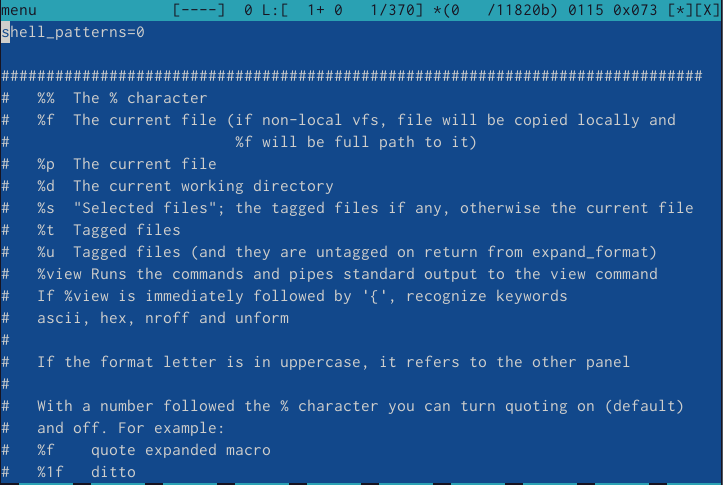 menu [----] 0 L:[ 1+ 0 1/370] *(0 /11820b) 0115 0x073 [*][X]
shell_patterns=0
##############################################################################
# %% The % character
# %f The current file (if non-local vfs, file will be copied locally and
# %f will be full path to it)
# %p The current file
# %d The current working directory
# %s "Selected files"; the tagged files if any, otherwise the current file
# %t Tagged files
# %u Tagged files (and they are untagged on return from expand_format)
# %view Runs the commands and pipes standard output to the view command
# If %view is immediately followed by '{', recognize keywords
# ascii, hex, nroff and unform
#
# If the format letter is in uppercase, it refers to the other panel
#
# With a number followed the % character you can turn quoting on (default)
# and off. For example:
# %f quote expanded macro
# %1f ditto